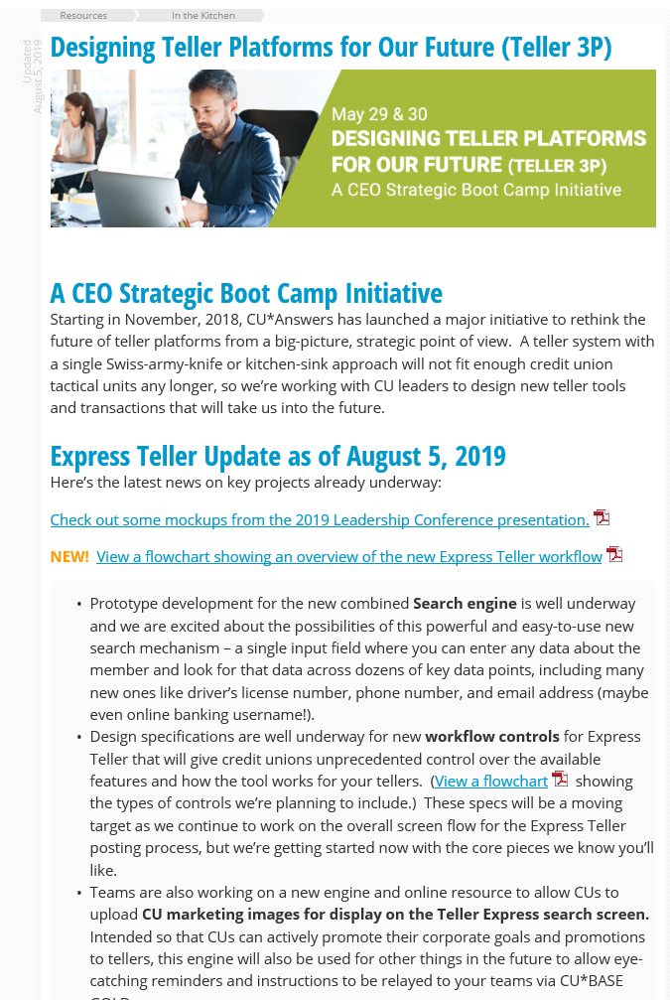 Resources
In the Kitchen
Updated
August 5, 2019
Designing Teller Platforms for Our Future (Teller 3P)
May 29 & 30
DESIGNING TELLER PLATFORMS
FOR OUR FUTURE (TELLER 3P)
A CEO Strategic Boot Camp Initiative
A CEO Strategic Boot Camp Initiative
Starting in November, 2018, CU*Answers has launched a major initiative to rethink the
future of teller platforms from a big-picture, strategic point of view.  A teller system with
a single Swiss-army-knife or kitchen-sink approach will not fit enough credit union
tactical units any longer, so we’re working with CU leaders to design new teller tools
and transactions that will take us into the future.
Express Teller Update as of August 5, 2019
Here’s the latest news on key projects already underway:
Check out some mockups from the 2019 Leadership Conference presentation.
NEW!  View a flowchart showing an overview of the new Express Teller workflow
• Prototype development for the new combined Search engine is well underway
and we are excited about the possibilities of this powerful and easy-to-use new
search mechanism – a single input field where you can enter any data about the
member and look for that data across dozens of key data points, including many
new ones like driver’s license number, phone number, and email address (maybe
even online banking username!).
• Design specifications are well underway for new workflow controls for Express
Teller that will give credit unions unprecedented control over the available
features and how the tool works for your tellers.  (View a flowchart  showing
the types of controls we’re planning to include.)  These specs will be a moving
target as we continue to work on the overall screen flow for the Express Teller
posting process, but we’re getting started now with the core pieces we know you’ll
like.
• Teams are also working on a new engine and online resource to allow CUs to
upload CU marketing images for display on the Teller Express search screen.
Intended so that CUs can actively promote their corporate goals and promotions
to tellers, this engine will also be used for other things in the future to allow eye-
catching reminders and instructions to be relayed to your teams via CU*BASE